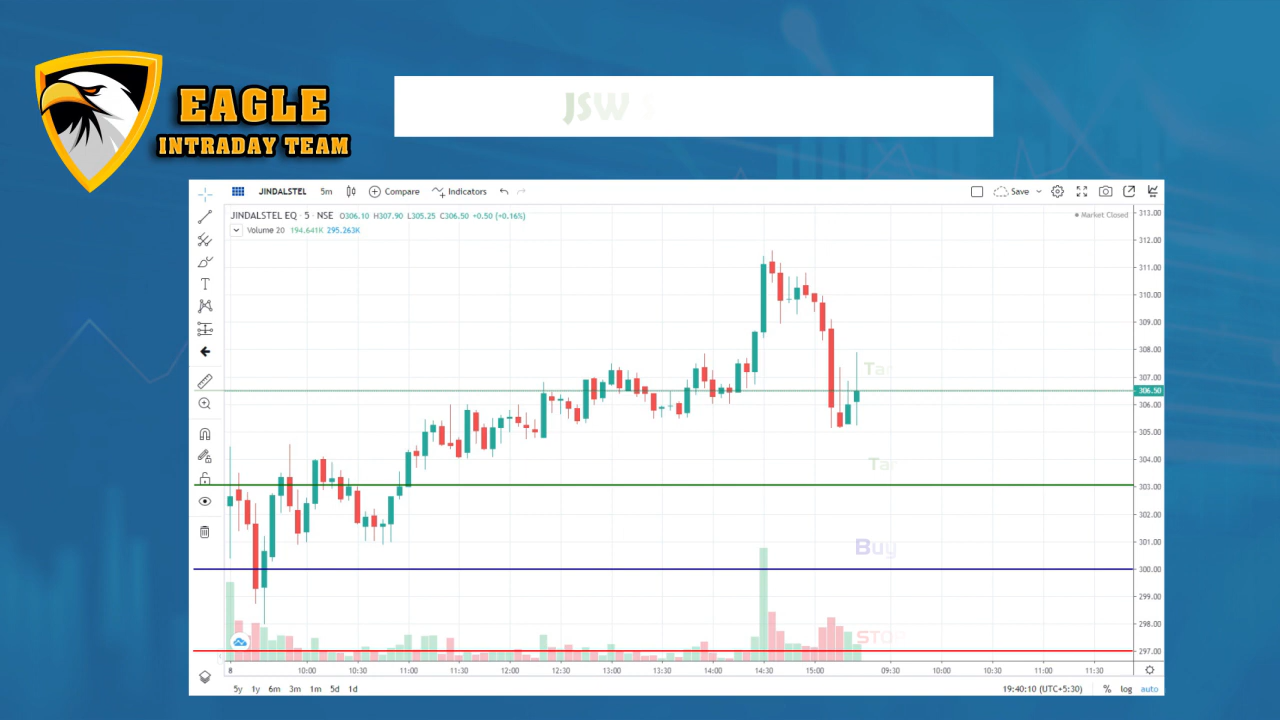 EAGLE
INTRADAY TEAM
JSW
JINDALSTEL 5m Compare Indicators Save
JINDALSTEL EQ · 5 · NSE O306.10 H307.90 L305.25 C306.50 +0.50 (+0.16%)
Market Closed
Volume 20 194.641K 295.263K
313.00
312.00
311.00
310.00
309.00
308.00
307.00
306.50
306.00
305.00
304.00
303.00
302.00
301.00
300.00
299.00
298.00
297.00
Tar
Tar
Buy
STOP
8 10:00 10:30 11:00 11:30 12:00 12:30 13:00 13:30 14:00 14:30 15:00 09:30 10:00 10:30 11:00 11:30
5y 1y 6m 3m 1m 5d 1d 19:40:10 (UTC+5:30) % log auto